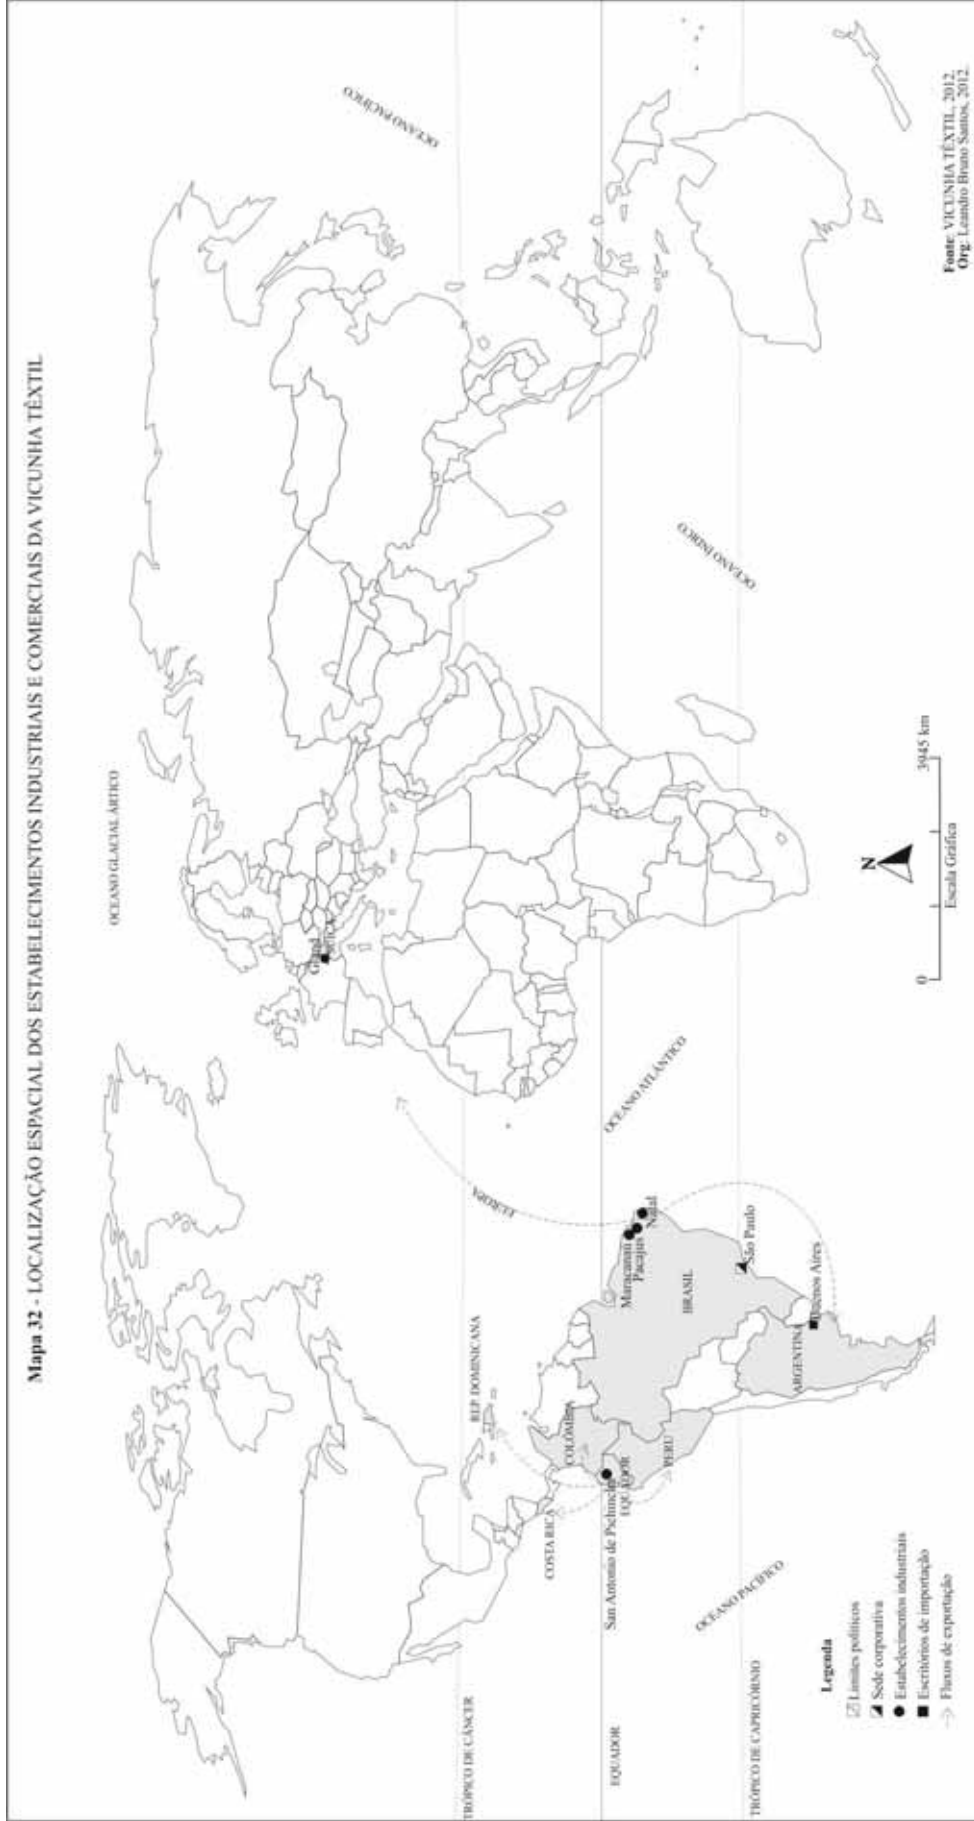 Mapa 32 - LOCALIZAÇÃO ESPACIAL DOS ESTABELECIMENTOS INDUSTRIAIS E COMERCIAIS DA VICUNHA TÊXTIL
OCEANO GLACIAL ÁRTICO
OCEANO PACÍFICO
Gland
SUÍÇA
TRÓPICO DE CÂNCER
REP. DOMINICANA
EUROPA
COSTA RICA
COLÔMBIA
OCEANO ATLÂNTICO
OCEANO ÍNDICO
EQUADOR
San Antonio de Pichincha
EQUADOR
PERU
Maracanaú
Pacajus
Natal
BRASIL
São Paulo
OCEANO PACÍFICO
TRÓPICO DE CAPRICÓRNIO
ARGENTINA
Buenos Aires
Legenda
Limites políticos
Sede corporativa
Estabelecimentos industriais
Escritórios de importação
Fluxos de exportação
N
0
3945 km
Escala Gráfica
Fonte: VICUNHA TÊXTIL, 2012.
Org: Leandro Bruno Santos, 2012.